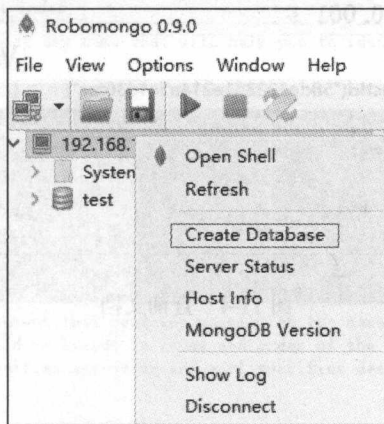 Robomongo 0.9.0
File View Options Window Help
192.168.
Open Shell
Refresh
System
test
Create Database
Server Status
Host Info
MongoDB Version
Show Log
Disconnect